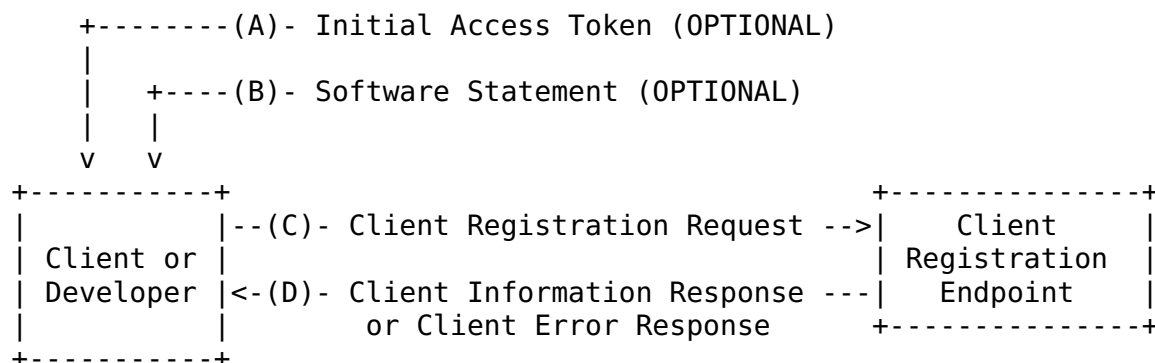 +--------(A)- Initial Access Token (OPTIONAL)
|
|   +----(B)- Software Statement (OPTIONAL)
|   |
v   v
+-----------+                                      +---------------+
|           |--(C)- Client Registration Request -->|    Client     |
| Client or |                                      | Registration  |
| Developer |<-(D)- Client Information Response ---|   Endpoint    |
|           |        or Client Error Response      +---------------+
+-----------+